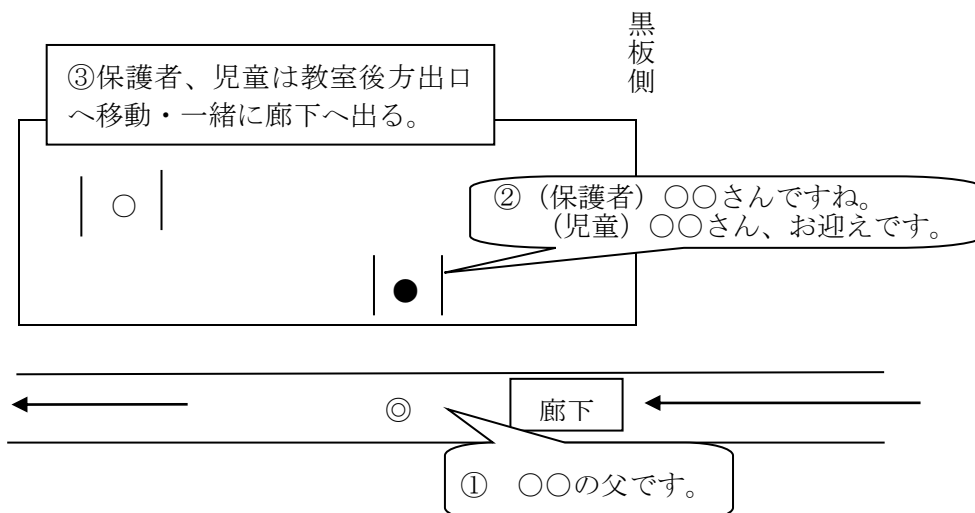 黒板側
③保護者、児童は教室後方出口
へ移動・一緒に廊下へ出る。
○
②（保護者）○○さんですね。
（児童）○○さん、お迎えです。
●
◎
廊下
①　○○の父です。